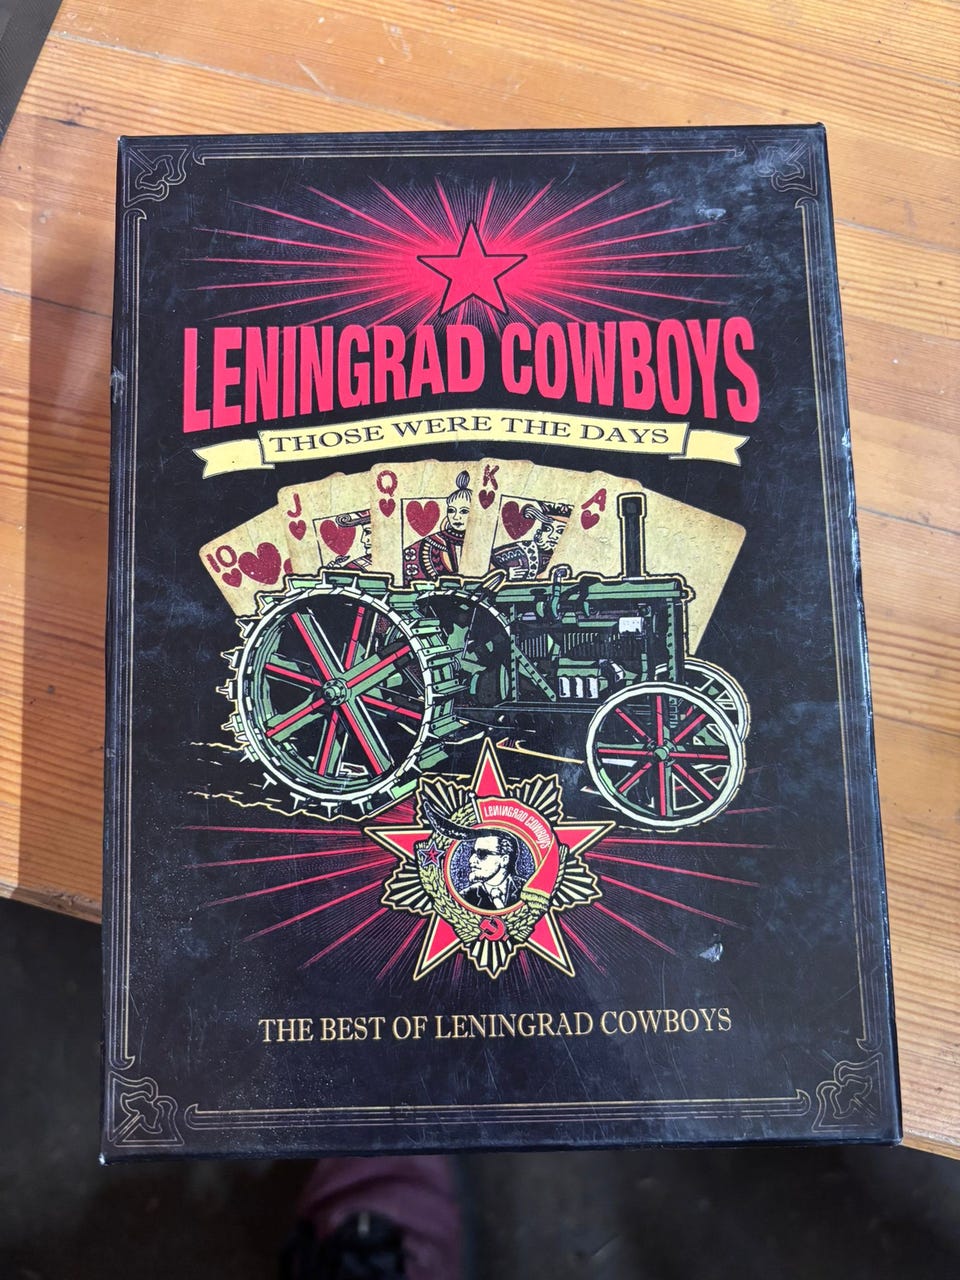 LENINGRAD COWBOYS
THOSE WERE THE DAYS
10 J Q K A
LENINGRAD COWBOYS
THE BEST OF LENINGRAD COWBOYS